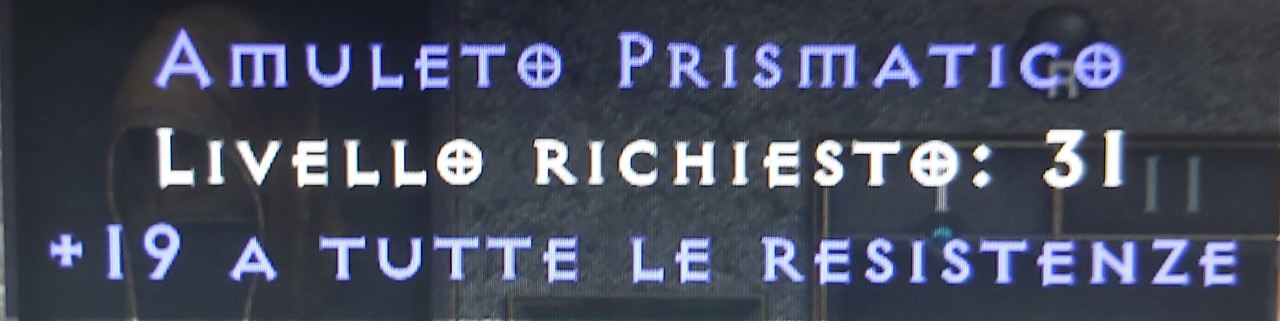 Amuleto Prismatico
Livello richiesto: 31
+19 a tutte le resistenze